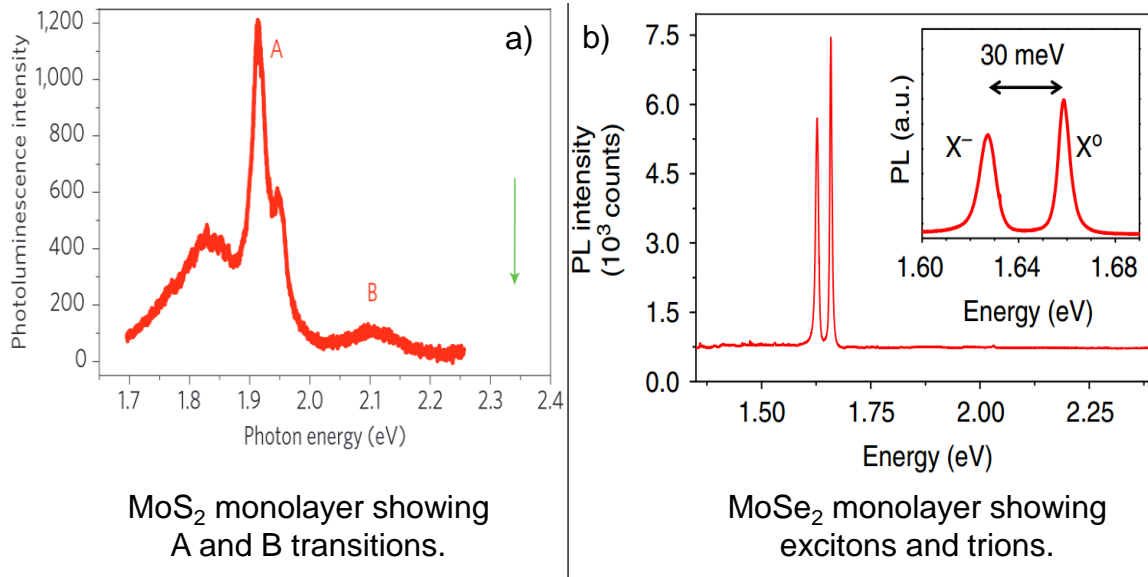 a)
1,200
1,000
800
600
400
200
0
Photoluminescence intensity
A
B
1.7 1.8 1.9 2.0 2.1 2.2 2.3 2.4
Photon energy (eV)
MoS₂ monolayer showing
A and B transitions.
b)
7.5
6.0
4.5
3.0
1.5
0.0
PL intensity
(10³ counts)
1.50 1.75 2.00 2.25
Energy (eV)
30 meV
X⁻ X⁰
PL (a.u.)
1.60 1.64 1.68
Energy (eV)
MoSe₂ monolayer showing
excitons and trions.